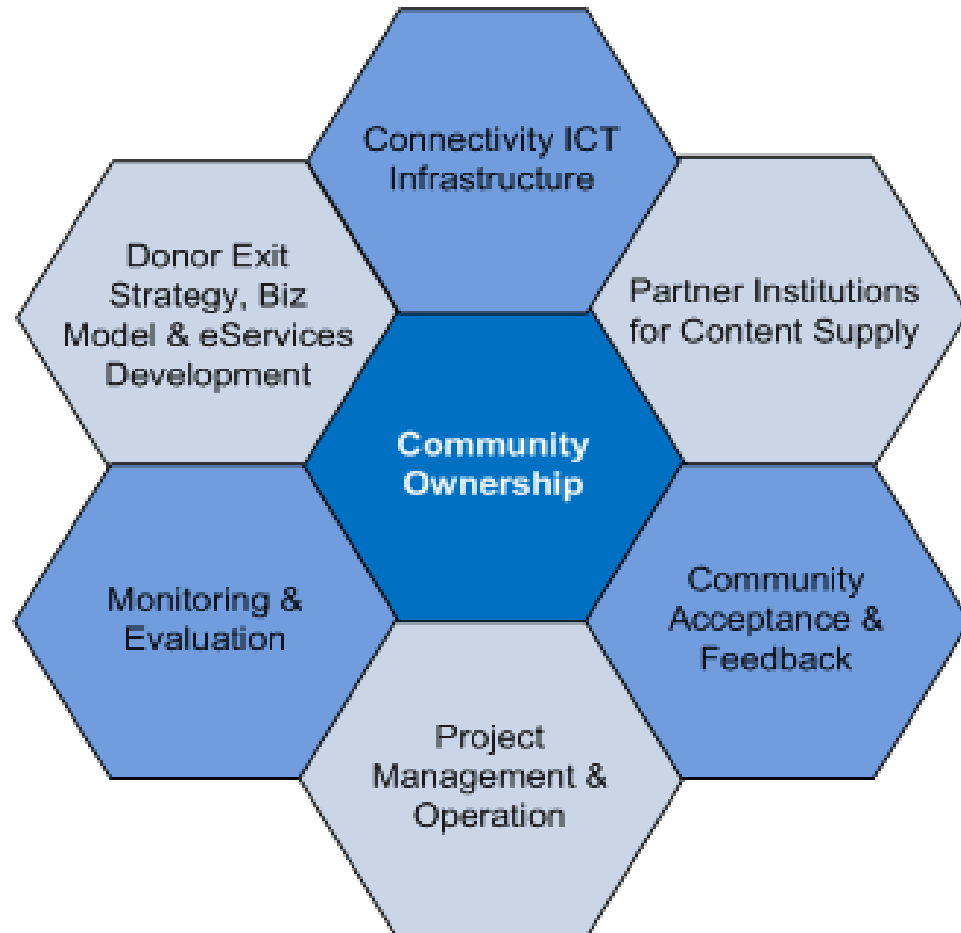 Connectivity ICT
Infrastructure
Donor Exit
Strategy, Biz
Model & eServices
Development
Partner Institutions
for Content Supply
Community
Ownership
Monitoring &
Evaluation
Community
Acceptance &
Feedback
Project
Management &
Operation